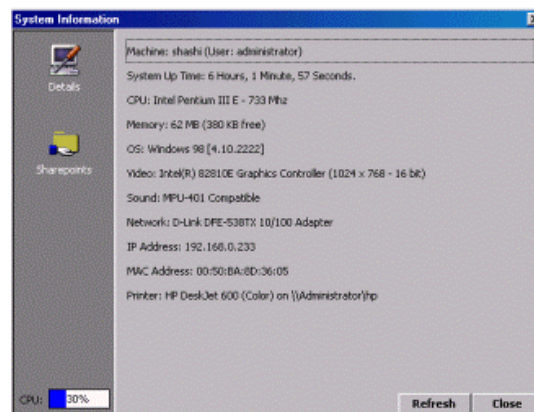 System Information
Details
Sharepoints
Machine: shashi (User: administrator)
System Up Time: 6 Hours, 1 Minute, 57 Seconds.
CPU: Intel Pentium III E - 733 Mhz
Memory: 62 MB (380 KB free)
OS: Windows 98 [4.10.2222]
Video: Intel(R) 82810E Graphics Controller (1024 x 768 - 16 bit)
Sound: MPU-401 Compatible
Network: D-Link DFE-538TX 10/100 Adapter
IP Address: 192.168.0.233
MAC Address: 00:50:BA:8D:36:05
Printer: HP DeskJet 600 (Color) on \\Administrator\hp
CPU: 30%
Refresh Close